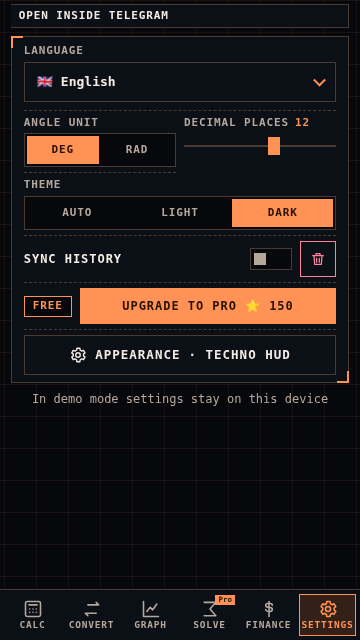 OPEN INSIDE TELEGRAM
LANGUAGE
🇬🇧 English
ANGLE UNIT
DECIMAL PLACES 12
DEG RAD
THEME
AUTO LIGHT DARK
SYNC HISTORY
FREE
UPGRADE TO PRO ⭐ 150
APPEARANCE · TECHNO HUD
In demo mode settings stay on this device
Pro
CALC CONVERT GRAPH SOLVE FINANCE SETTINGS